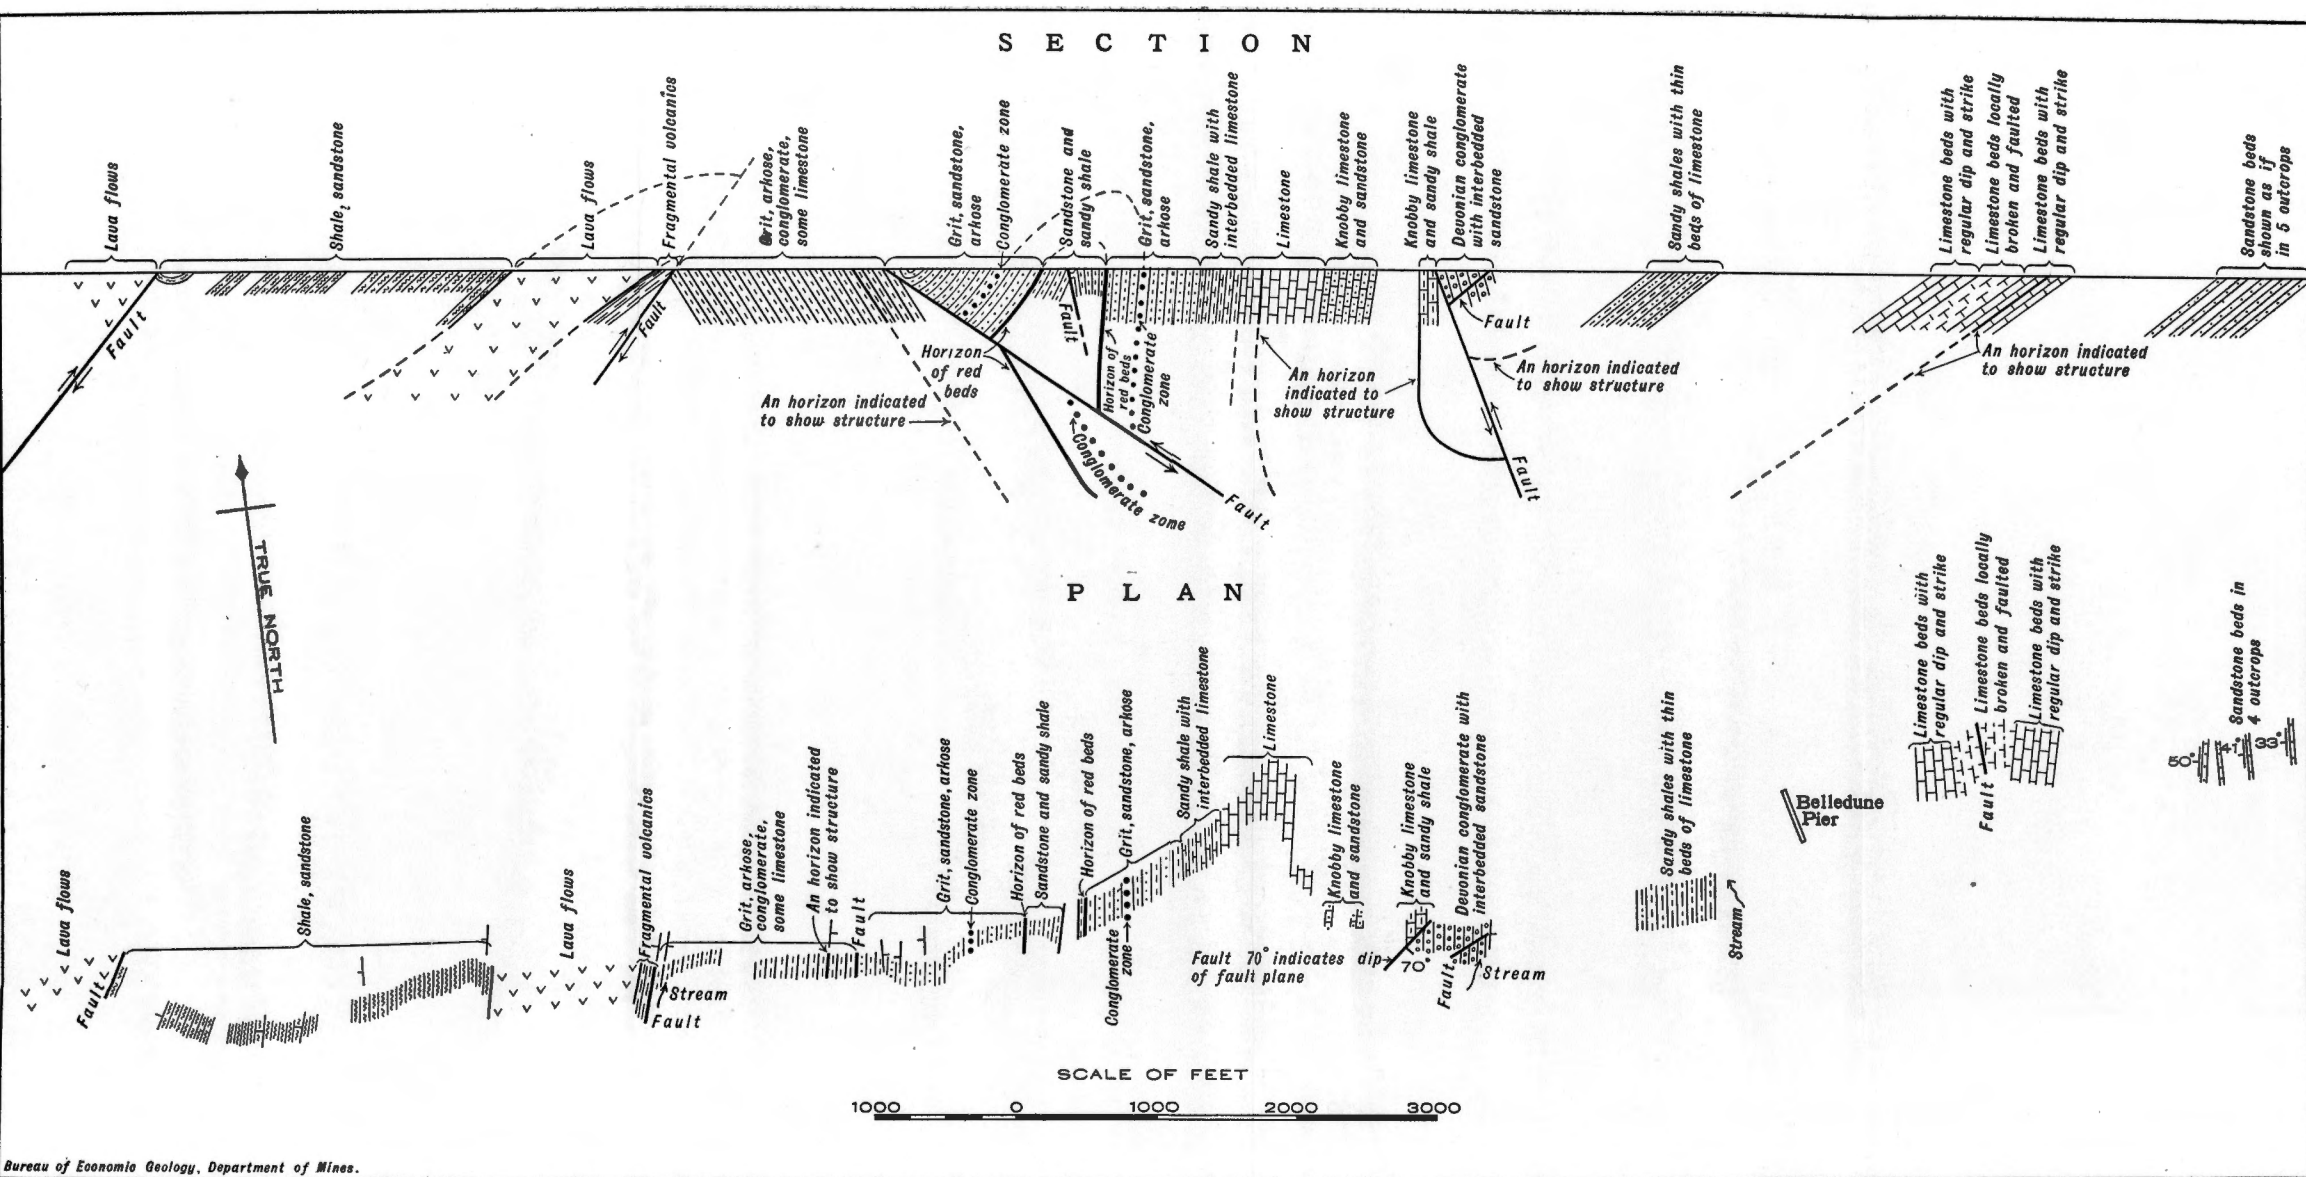 SECTION
Lava flows
Shale, sandstone
Lava flows
Fragmental volcanics
Grit, arkose,
conglomerate,
some limestone
Grit, sandstone,
arkose
Conglomerate zone
Sandstone and
sandy shale
Grit, sandstone,
arkose
Sandy shale with
interbedded limestone
Limestone
Knobby limestone
and sandstone
Knobby limestone
and sandy shale
Devonian conglomerate
with interbedded
sandstone
Sandy shales with thin
beds of limestone
Limestone beds with
regular dip and strike
Limestone beds locally
broken and faulted
Limestone beds with
regular dip and strike
Sandstone beds
shown as if
in 5 outcrops
Fault
Fault
Horizon
of red
beds
An horizon indicated
to show structure
Fault
Horizon of
red beds
Conglomerate
zone
Conglomerate zone
Fault
An horizon
indicated to
show structure
Fault
An horizon indicated
to show structure
Fault
An horizon indicated
to show structure
TRUE NORTH
PLAN
Lava flows
Fault
Shale, sandstone
Lava flows
Fragmental volcanics
Stream
Fault
Grit, arkose,
conglomerate,
some limestone
An horizon indicated
to show structure
Fault
Grit, sandstone, arkose
Conglomerate zone
Horizon of red beds
Sandstone and sandy shale
Horizon of red beds
Conglomerate
zone
Grit, sandstone, arkose
Sandy shale with
interbedded limestone
Limestone
Knobby limestone
and sandstone
Knobby limestone
and sandy shale
Devonian conglomerate with
interbedded sandstone
Fault 70° indicates dip
of fault plane
70°
Fault
Stream
Sandy shales with thin
beds of limestone
Stream
Belledune
Pier
Limestone beds with
regular dip and strike
Limestone beds locally
broken and faulted
Fault
Limestone beds with
regular dip and strike
Sandstone beds in
4 outcrops
50°
41°
33°
SCALE OF FEET
1000 0 1000 2000 3000
Bureau of Economic Geology, Department of Mines.